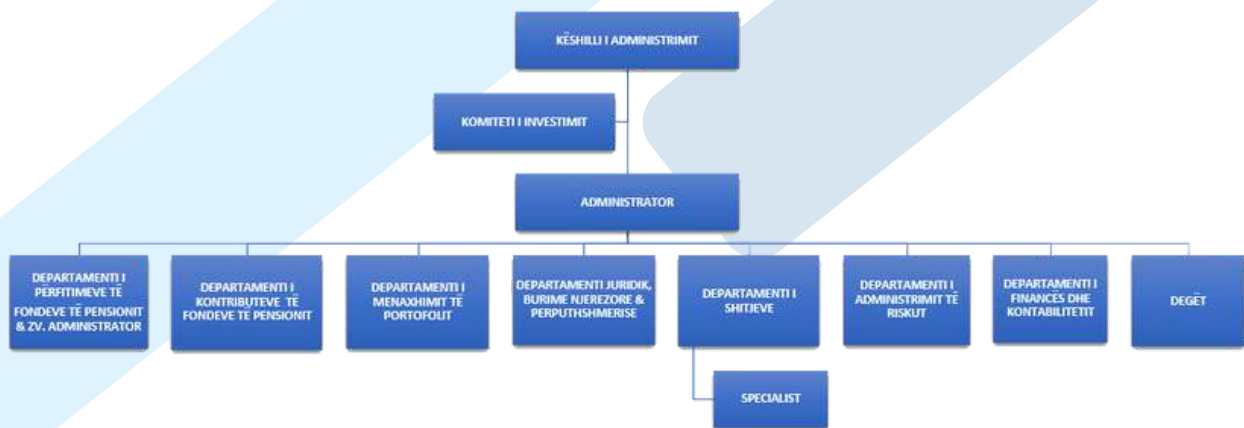 KËSHILLI I ADMINISTRIMIT
KOMITETI I INVESTIMIT
ADMINISTRATOR
DEPARTAMENTI I
PËRFITIMEVE TË
FONDEVE TË PENSIONIT
& ZV. ADMINISTRATOR
DEPARTAMENTI I
KONTRIBUTEVE TË
FONDEVE TË PENSIONIT
DEPARTAMENTI I
MENAXHIMIT TË
PORTOFOLIT
DEPARTAMENTI JURIDIK,
BURIME NJEREZORE &
PERPUTHSHMERISE
DEPARTAMENTI I
SHITJEVE
DEPARTAMENTI I
ADMINISTRIMIT TË
RISKUT
DEPARTAMENTI I
FINANCËS DHE
KONTABILITETIT
DEGËT
SPECIALIST